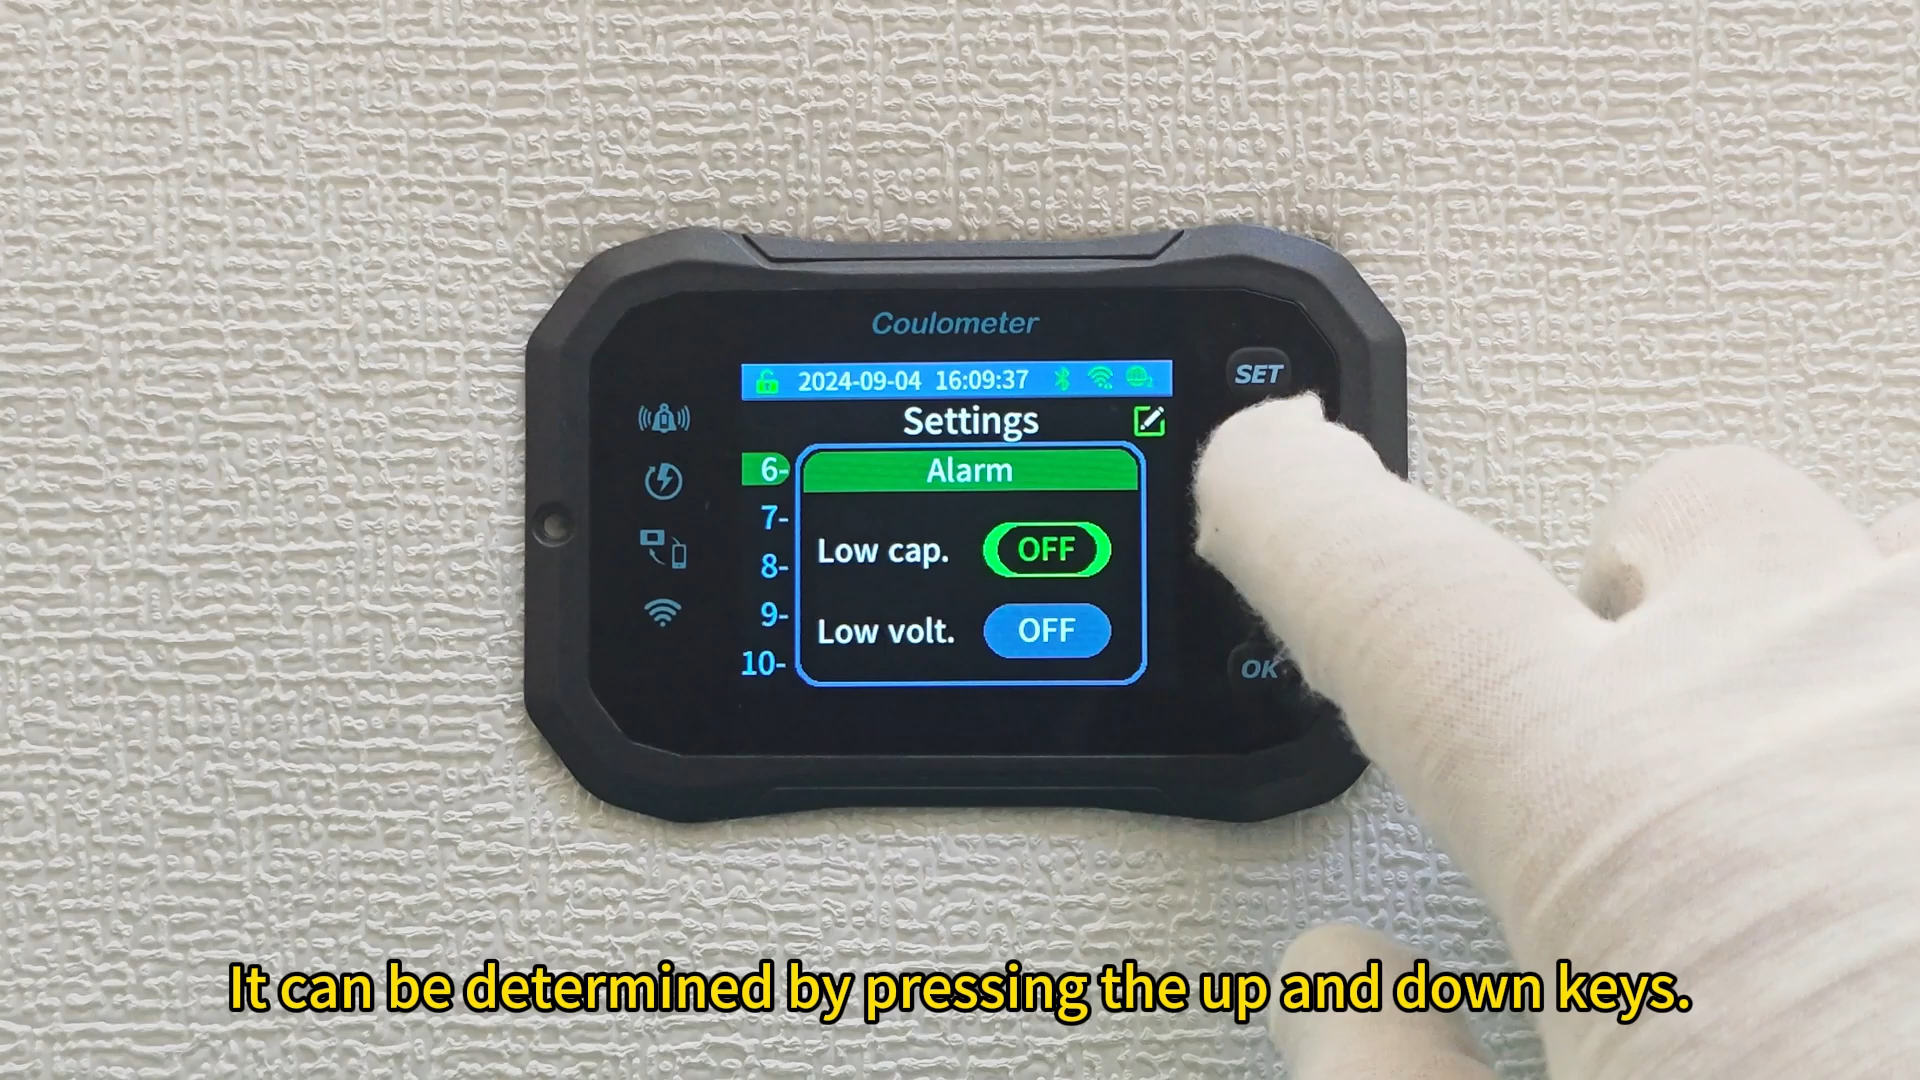 Coulometer
SET
2024-09-04 16:09:37
Settings
6-
Alarm
7-
Low cap. OFF
8-
9-
Low volt. OFF
10-
OK
It can be determined by pressing the up and down keys.